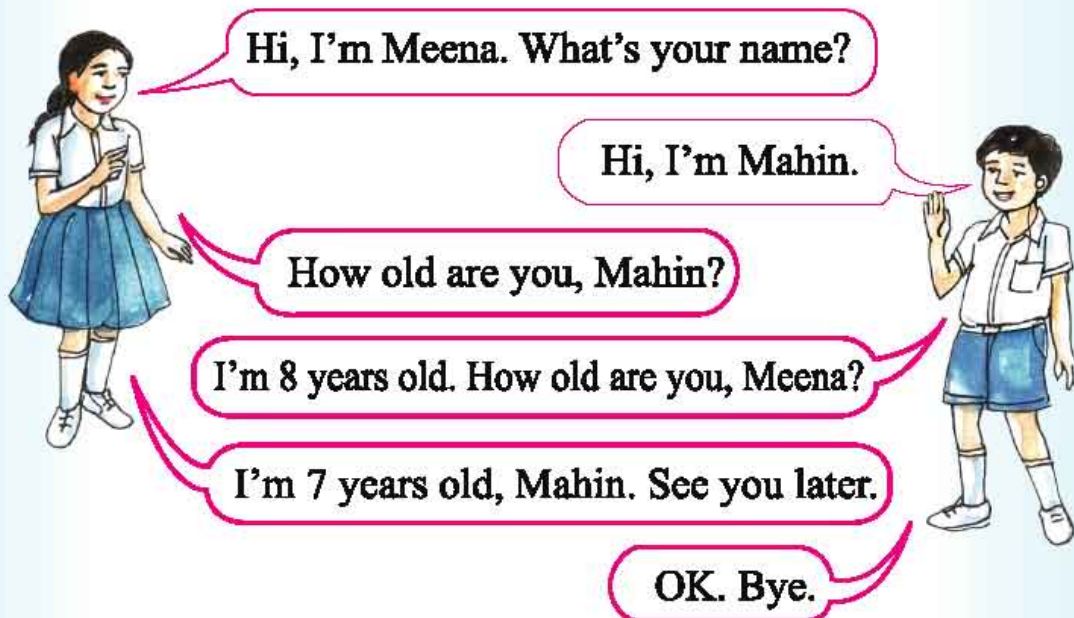 Hi, I'm Meena. What's your name?
Hi, I'm Mahin.
How old are you, Mahin?
I'm 8 years old. How old are you, Meena?
I'm 7 years old, Mahin. See you later.
OK. Bye.